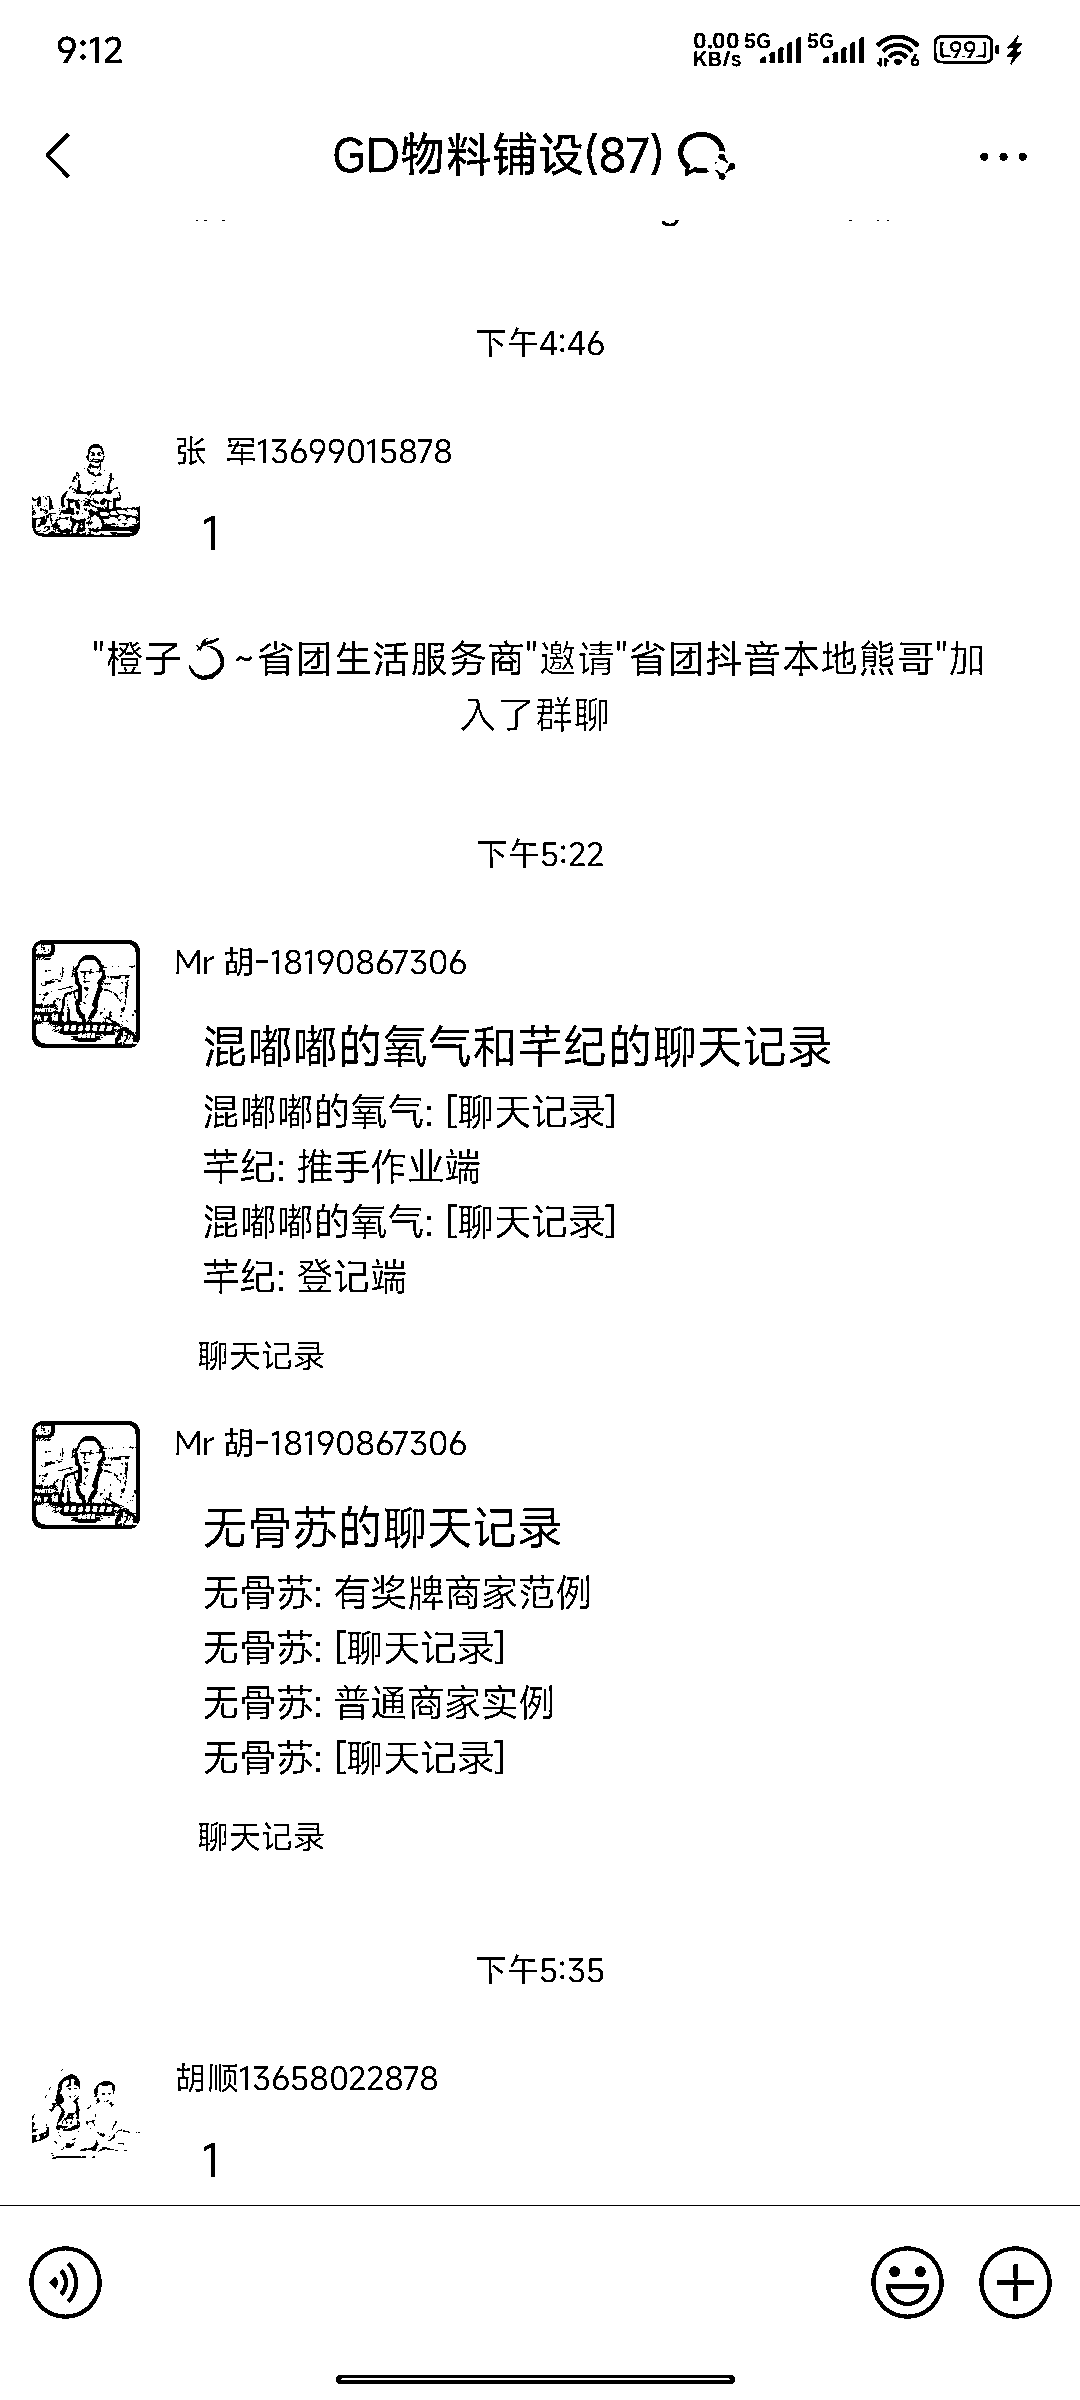 9:12
0.00 KB/s 5G 5G 6 99
GD物料铺设(87)
下午4:46
张 军13699015878
1
"橙子~省团生活服务商"邀请"省团抖音本地熊哥"加
入了群聊
下午5:22
Mr 胡-18190867306
混嘟嘟的氧气和芊纪的聊天记录
混嘟嘟的氧气: [聊天记录]
芊纪: 推手作业端
混嘟嘟的氧气: [聊天记录]
芊纪: 登记端
聊天记录
Mr 胡-18190867306
无骨苏的聊天记录
无骨苏: 有奖牌商家范例
无骨苏: [聊天记录]
无骨苏: 普通商家实例
无骨苏: [聊天记录]
聊天记录
下午5:35
胡顺13658022878
1